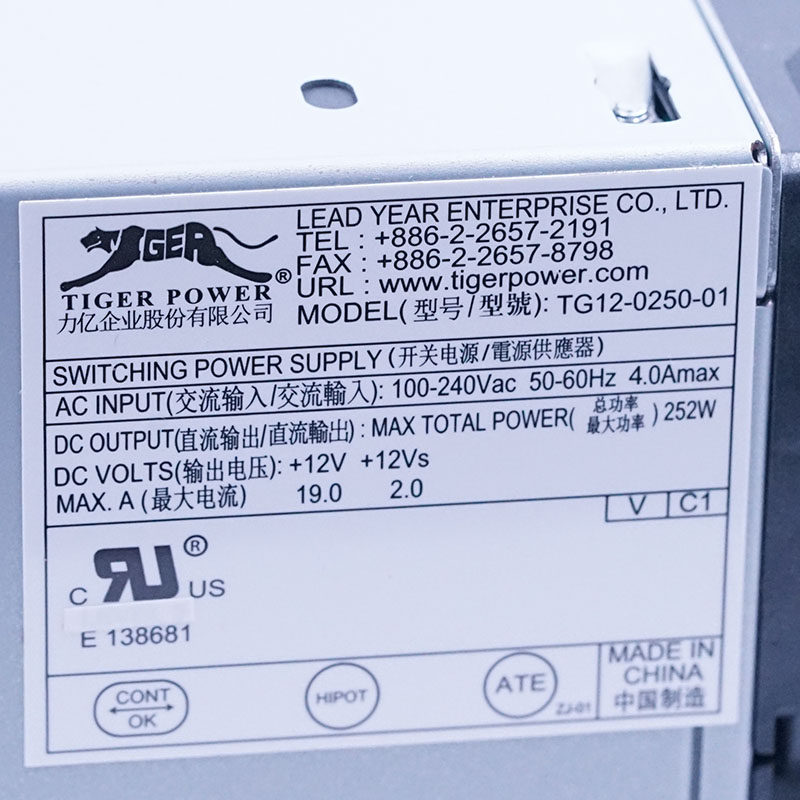 TIGER
®
TIGER POWER
力亿企业股份有限公司
LEAD YEAR ENTERPRISE CO., LTD.
TEL : +886-2-2657-2191
FAX : +886-2-2657-8798
URL : www.tigerpower.com
MODEL(型号/型號): TG12-0250-01
SWITCHING POWER SUPPLY(开关电源/電源供應器)
AC INPUT(交流输入/交流輸入): 100-240Vac 50-60Hz 4.0Amax
DC OUTPUT(直流输出/直流輸出) : MAX TOTAL POWER( 总功率 最大功率 ) 252W
DC VOLTS(输出电压): +12V +12Vs
MAX. A (最大电流) 19.0 2.0
V C1
C RU ® US
E 138681
CONT
OK
HIPOT
ATE
ZJ-01
MADE IN
CHINA
中国制造